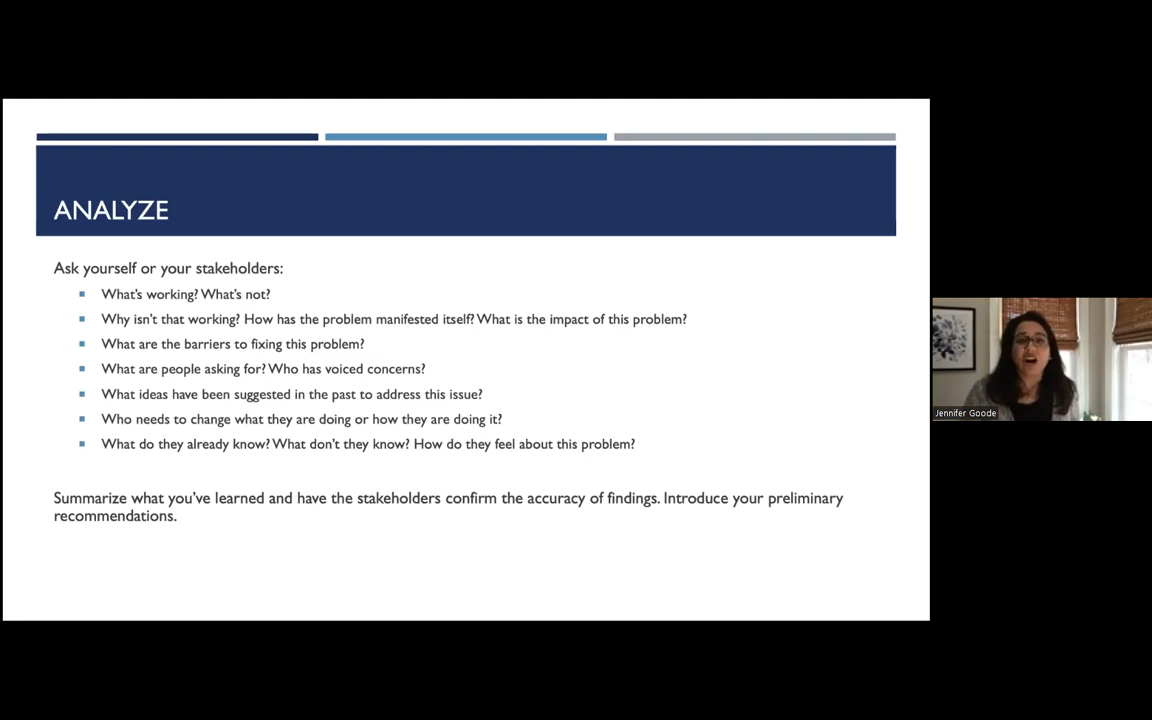 ANALYZE
Ask yourself or your stakeholders:
What's working? What's not?
Why isn't that working? How has the problem manifested itself? What is the impact of this problem?
What are the barriers to fixing this problem?
What are people asking for? Who has voiced concerns?
What ideas have been suggested in the past to address this issue?
Who needs to change what they are doing or how they are doing it?
What do they already know? What don't they know? How do they feel about this problem?
Summarize what you've learned and have the stakeholders confirm the accuracy of findings. Introduce your preliminary
recommendations.
Jennifer Goode